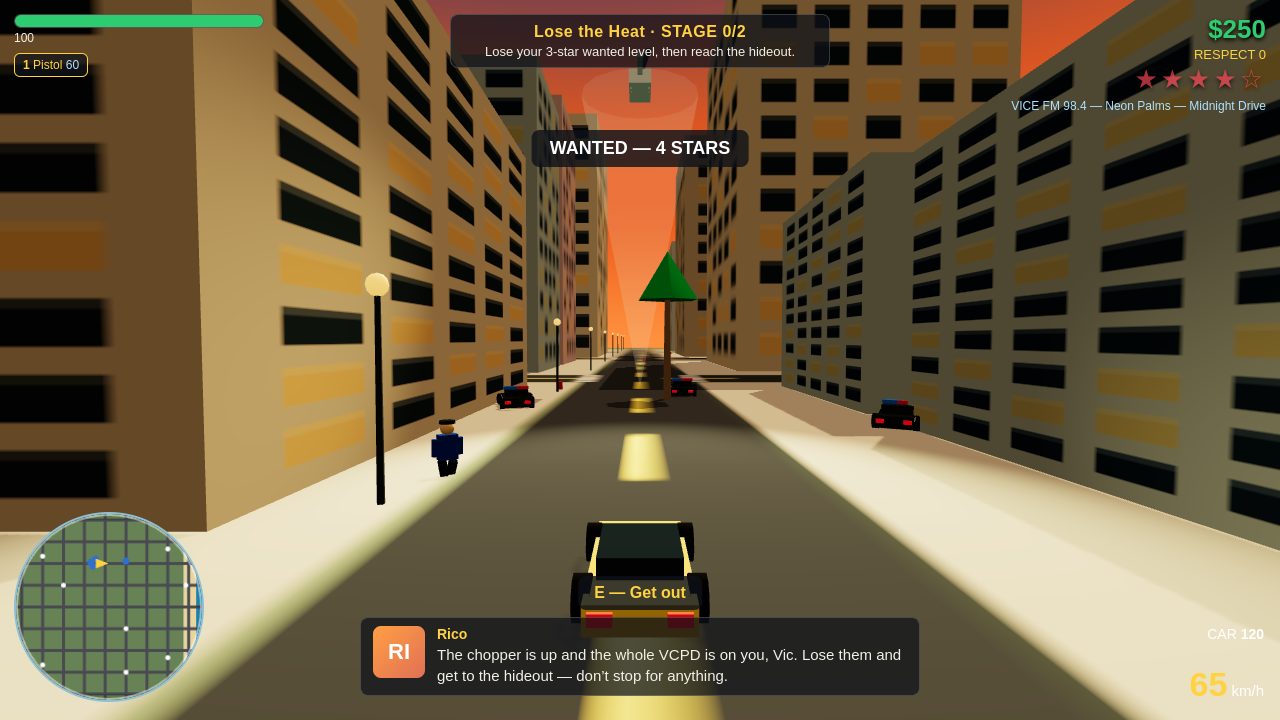 100
1 Pistol 60
Lose the Heat · STAGE 0/2
Lose your 3-star wanted level, then reach the hideout.
$250
RESPECT 0
★★★★☆
VICE FM 98.4 — Neon Palms — Midnight Drive
WANTED — 4 STARS
E — Get out
RI
Rico
The chopper is up and the whole VCPD is on you, Vic. Lose them and
get to the hideout — don’t stop for anything.
CAR 120
65 km/h